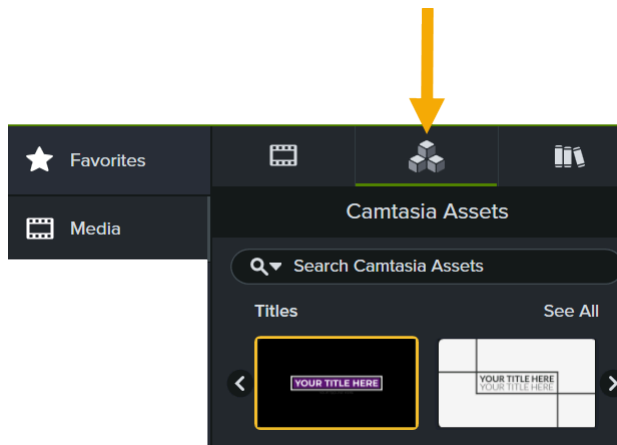 Favorites
Media
Camtasia Assets
Search Camtasia Assets
Titles
See All
YOUR TITLE HERE
YOUR TITLE HERE
YOUR TITLE HERE